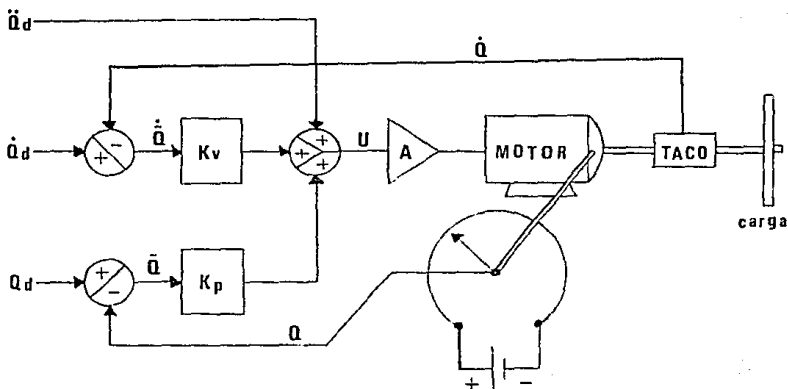 Q̈d
Q̇
Q̇d
+
-
Q̃̇
Kv
+
+
+
U
A
MOTOR
TACO
carga
Qd
+
-
Q̃
Kp
Q
+
-